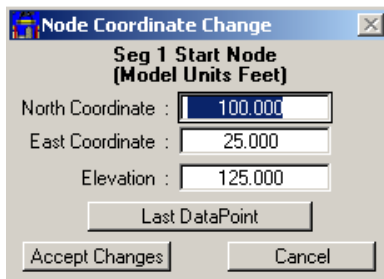 Node Coordinate Change
Seg 1 Start Node
(Model Units Feet)
North Coordinate : 100.000
East Coordinate : 25.000
Elevation : 125.000
Last DataPoint
Accept Changes Cancel